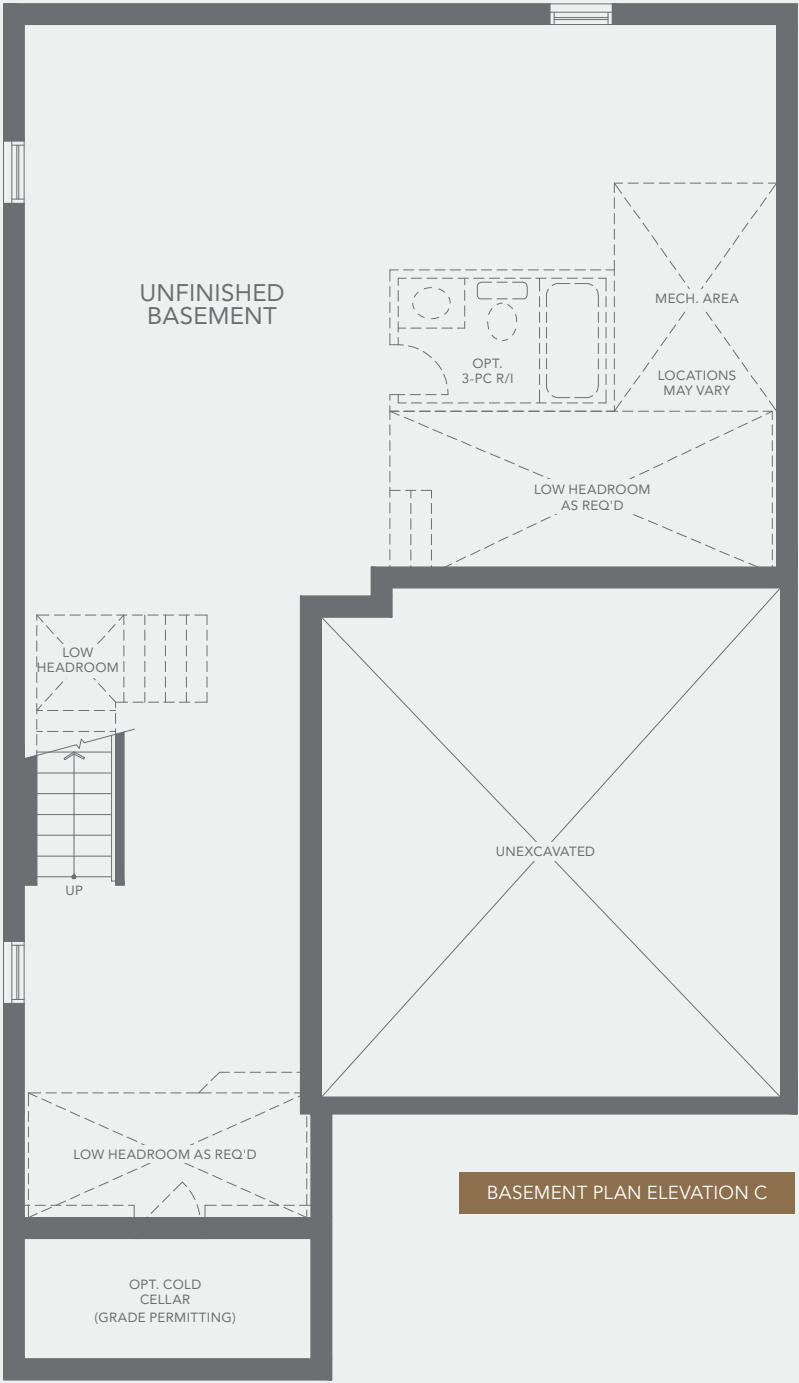 UNFINISHED
BASEMENT
MECH. AREA
OPT.
3-PC R/I
LOCATIONS
MAY VARY
LOW HEADROOM
AS REQ'D
LOW
HEADROOM
UNEXCAVATED
UP
LOW HEADROOM AS REQ'D
BASEMENT PLAN ELEVATION C
OPT. COLD
CELLAR
(GRADE PERMITTING)